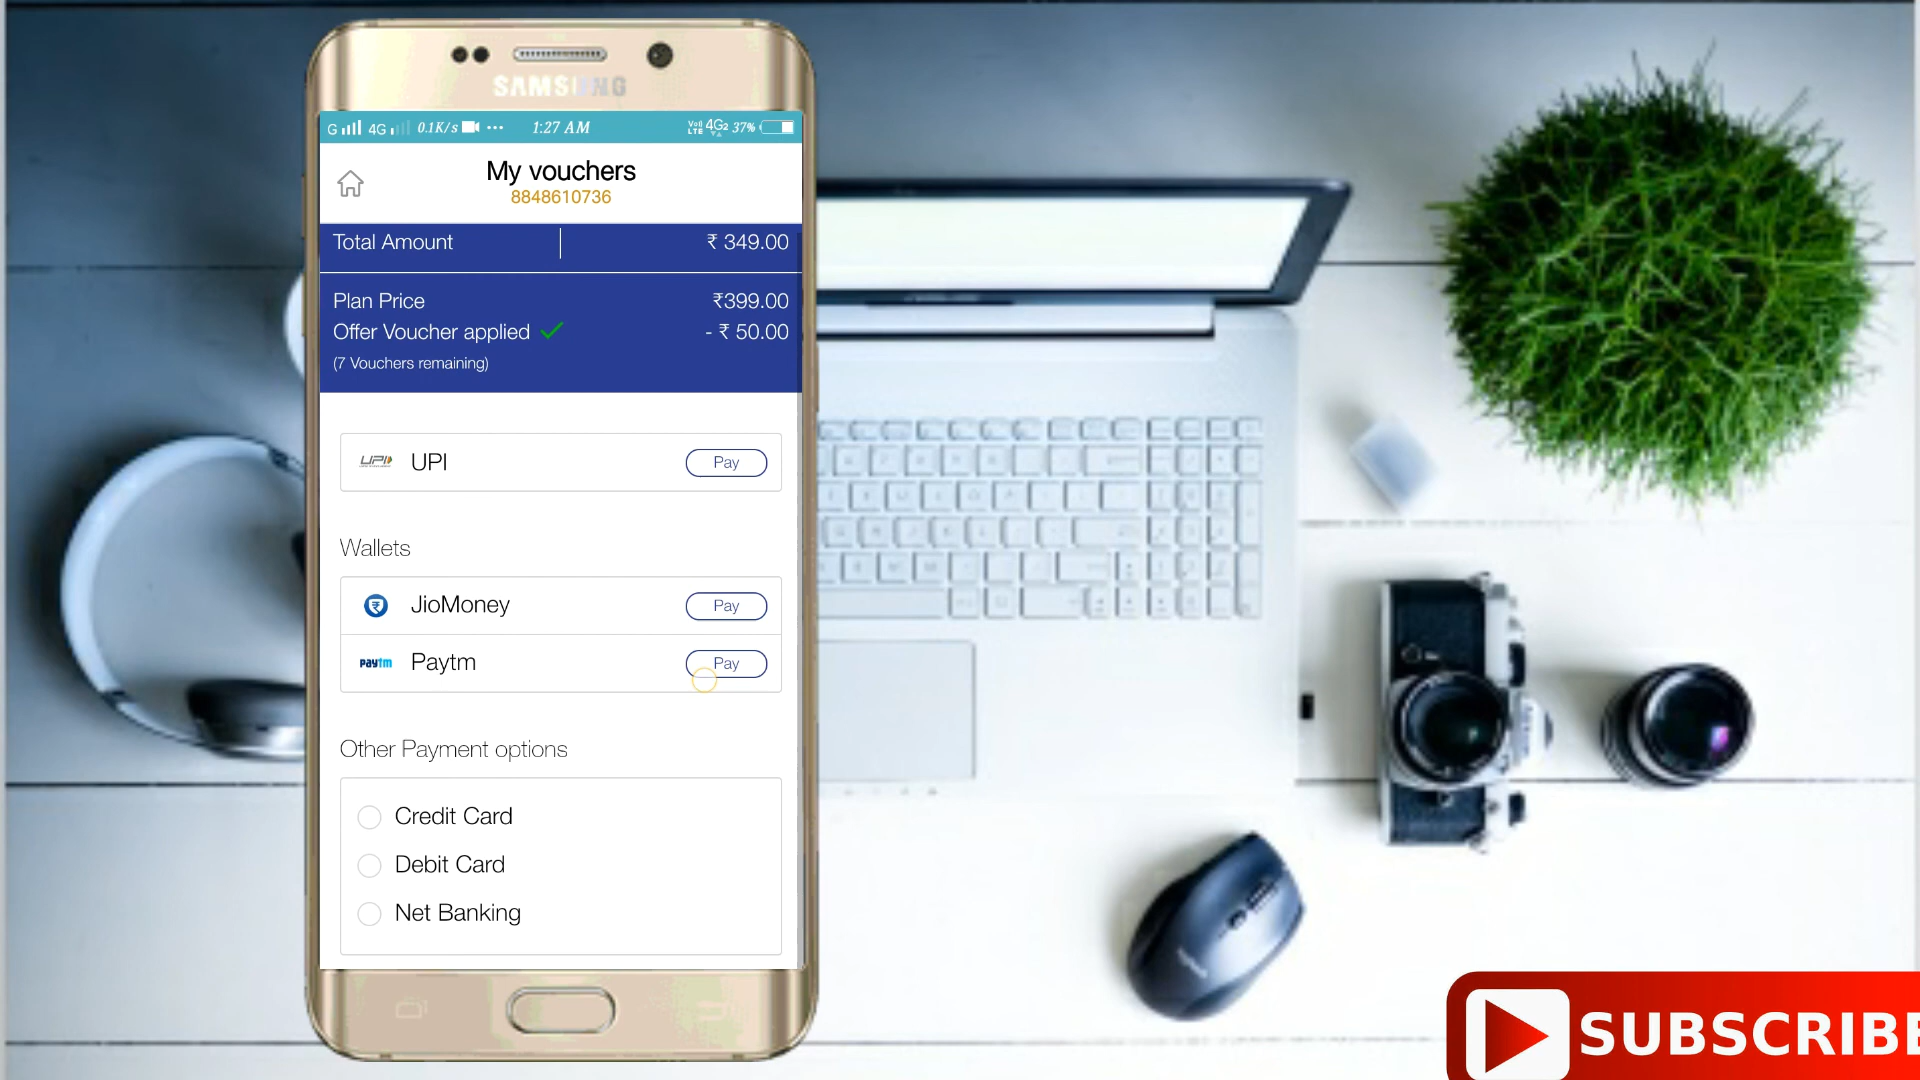 SAMSUNG
G 4G 0.1K/s ••• 1:27 AM VoLTE 4G2 37%
My vouchers
8848610736
Total Amount ₹ 349.00
Plan Price ₹399.00
Offer Voucher applied - ₹ 50.00
(7 Vouchers remaining)
UPI UPI Pay
Wallets
JioMoney Pay
Paytm Paytm Pay
Other Payment options
Credit Card
Debit Card
Net Banking
SUBSCRIBE